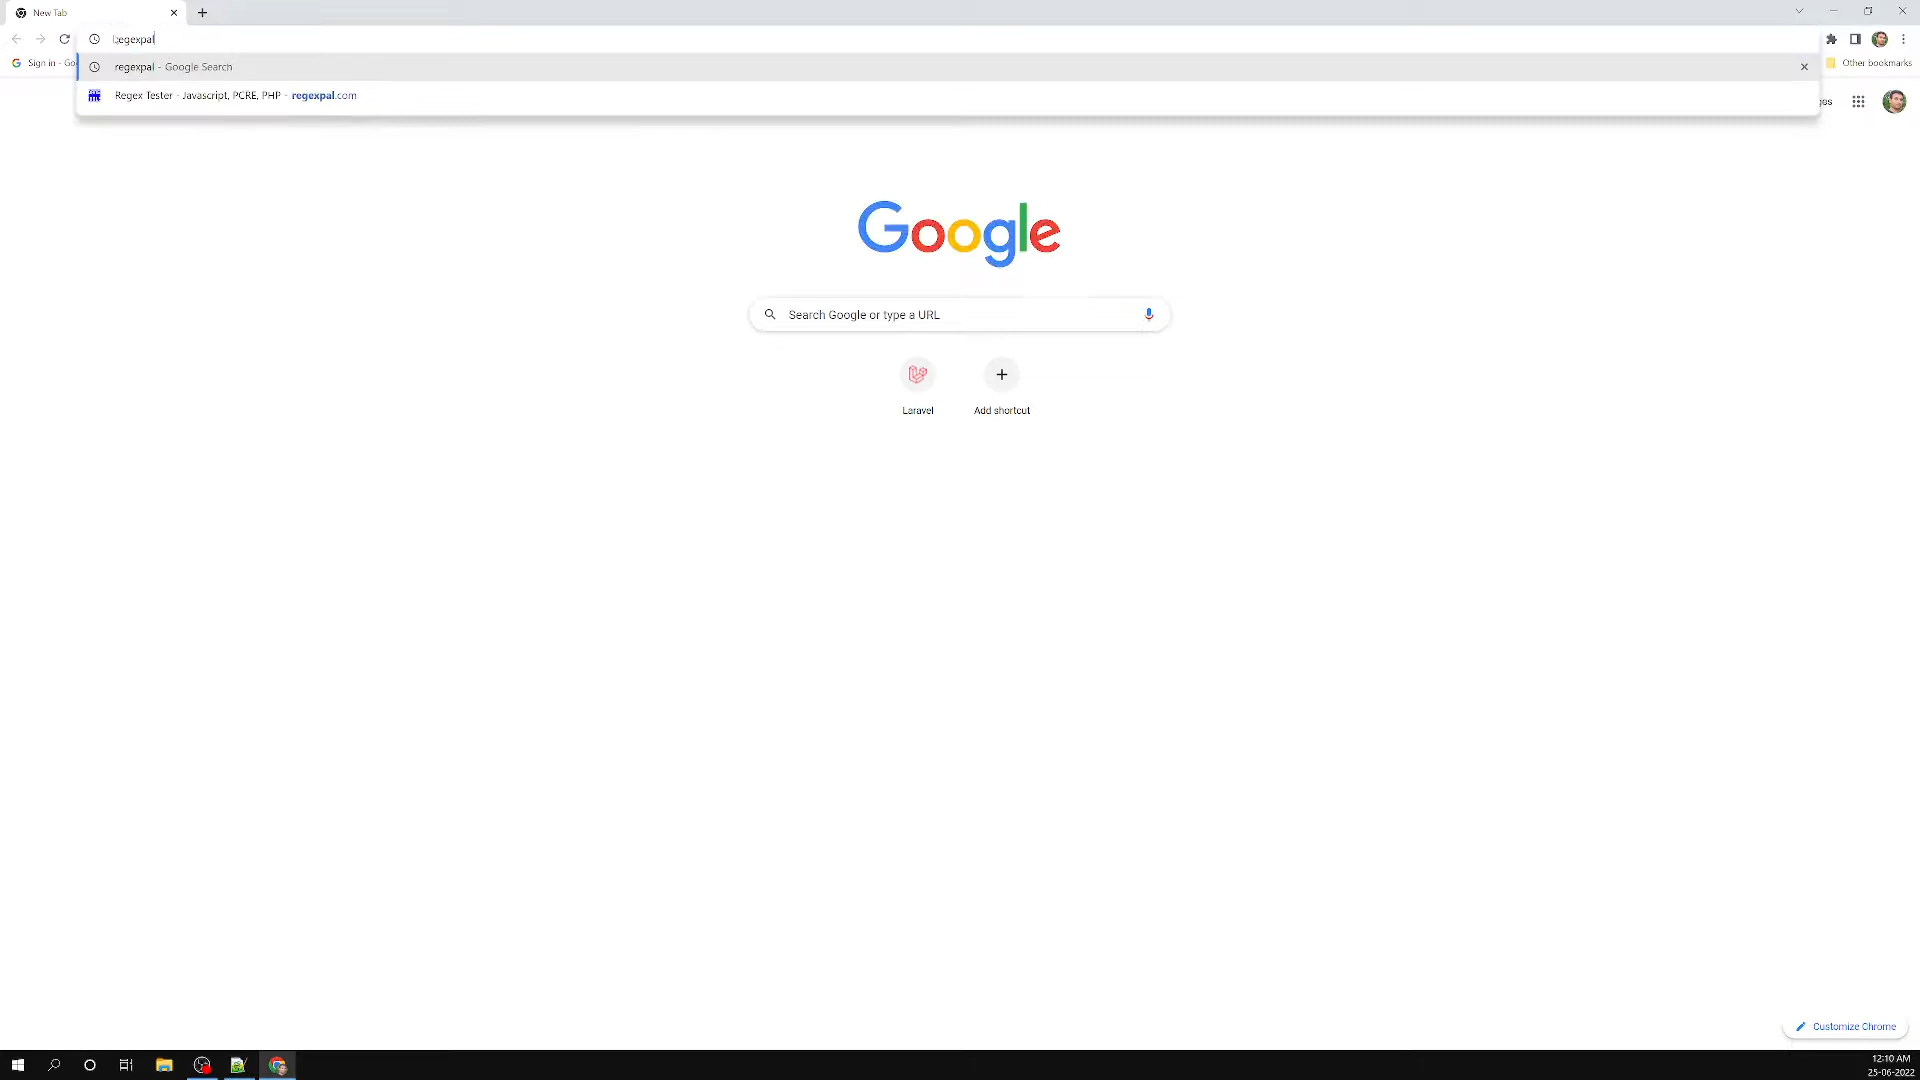 New Tab
regexpal
Sign in - Go
regexpal - Google Search
Other bookmarks
Regex Tester - Javascript, PCRE, PHP - regexpal.com
Google
Search Google or type a URL
Laravel
Add shortcut
Customize Chrome
12:10 AM
25-06-2022